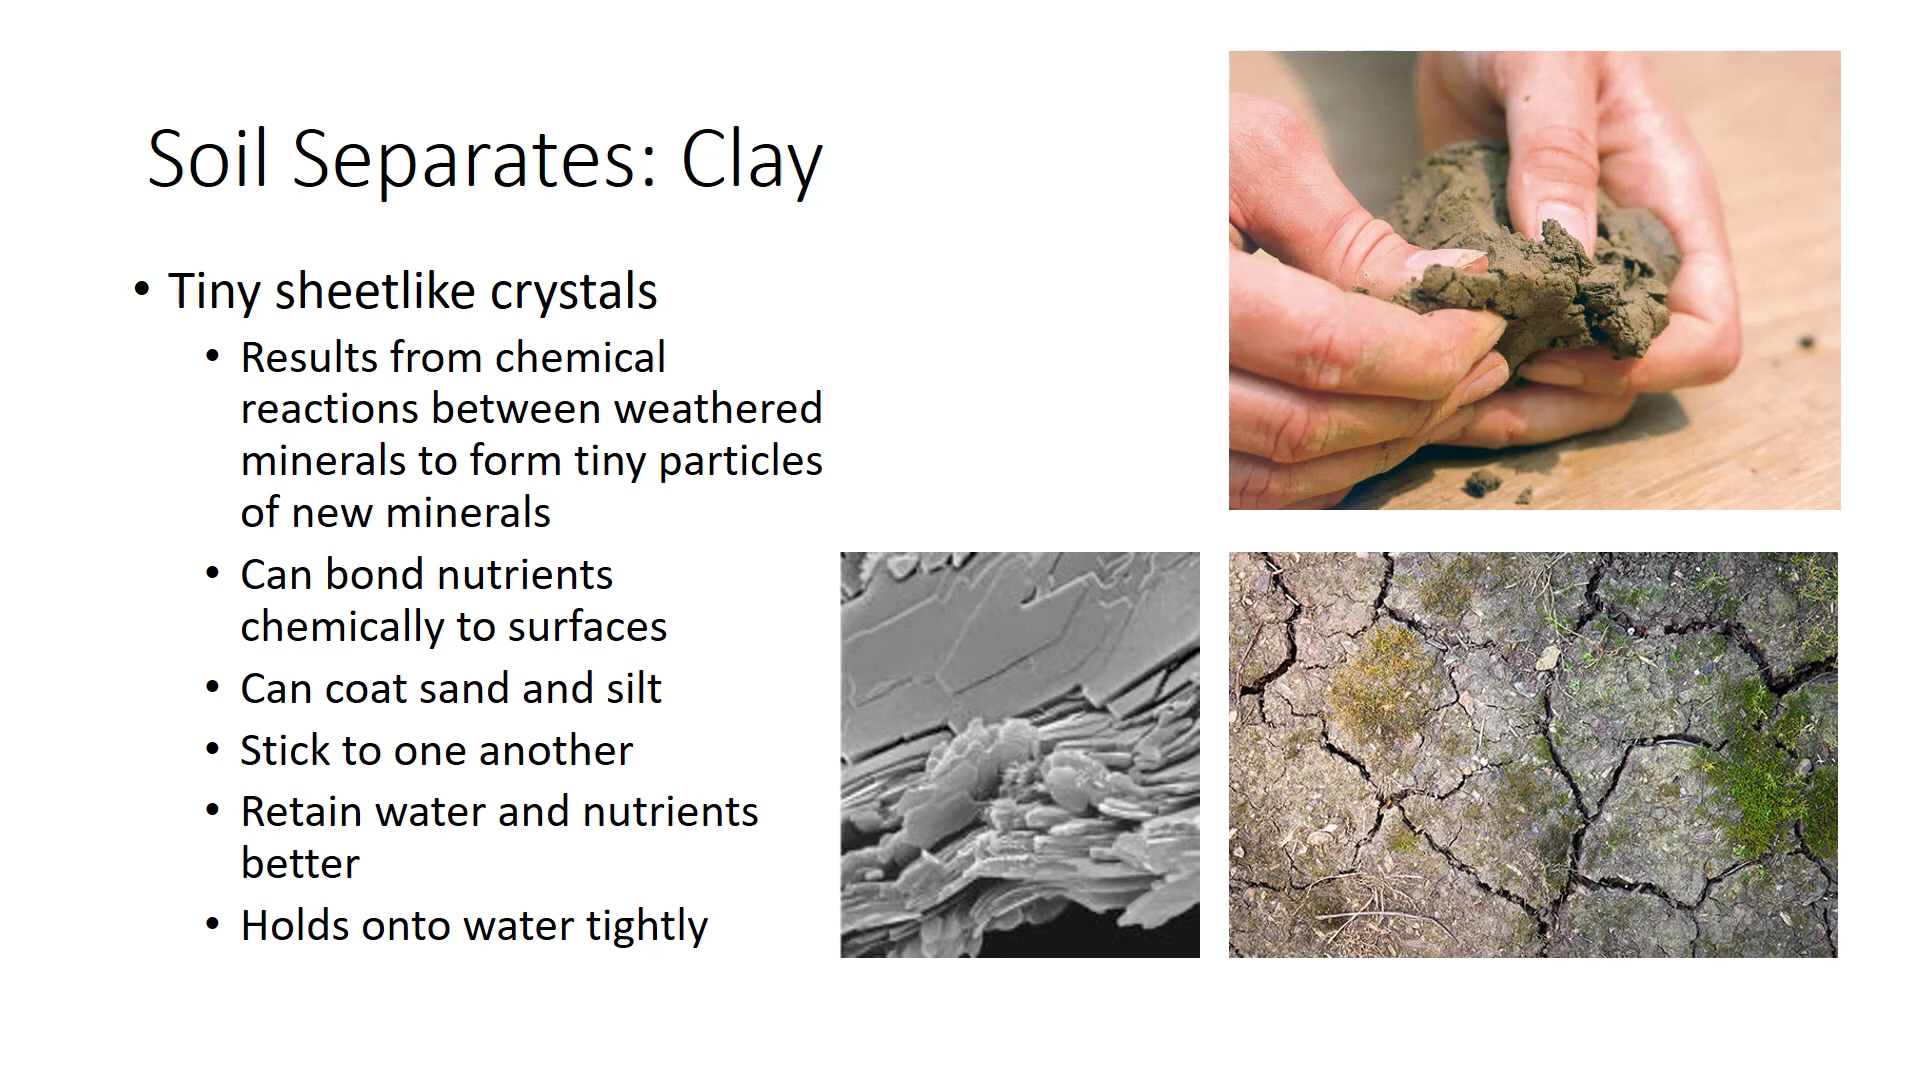 Soil Separates: Clay
• Tiny sheetlike crystals
• Results from chemical
reactions between weathered
minerals to form tiny particles
of new minerals
• Can bond nutrients
chemically to surfaces
• Can coat sand and silt
• Stick to one another
• Retain water and nutrients
better
• Holds onto water tightly